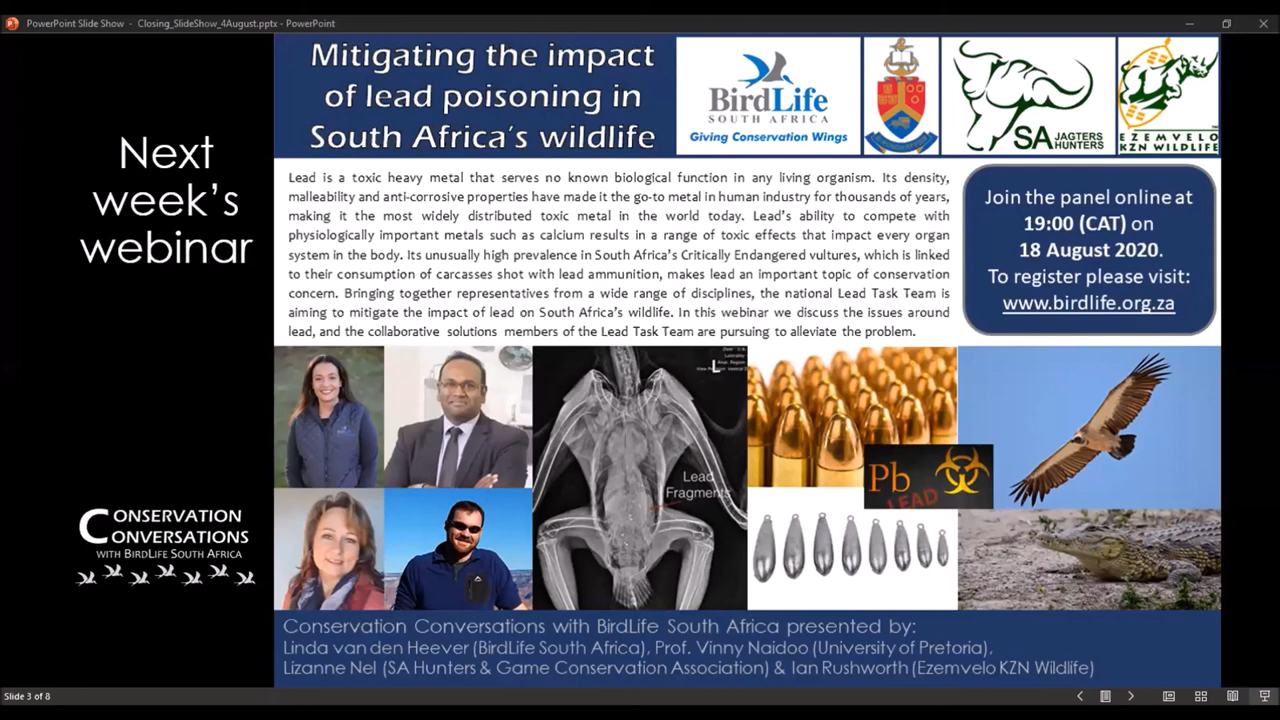 PowerPoint Slide Show - Closing_SlideShow_4August.pptx - PowerPoint
Next
week's
webinar
Mitigating the impact
of lead poisoning in
South Africa's wildlife
BirdLife
SOUTH AFRICA
Giving Conservation Wings
SA JAGTERS
HUNTERS
EZEMVELO
KZN WILDLIFE
Lead is a toxic heavy metal that serves no known biological function in any living organism. Its density,
malleability and anti-corrosive properties have made it the go-to metal in human industry for thousands of years,
making it the most widely distributed toxic metal in the world today. Lead's ability to compete with
physiologically important metals such as calcium results in a range of toxic effects that impact every organ
system in the body. Its unusually high prevalence in South Africa's Critically Endangered vultures, which is linked
to their consumption of carcasses shot with lead ammunition, makes lead an important topic of conservation
concern. Bringing together representatives from a wide range of disciplines, the national Lead Task Team is
aiming to mitigate the impact of lead on South Africa's wildlife. In this webinar we discuss the issues around
lead, and the collaborative solutions members of the Lead Task Team are pursuing to alleviate the problem.
Join the panel online at
19:00 (CAT) on
18 August 2020.
To register please visit:
www.birdlife.org.za
L
Lead
Fragments
Pb
LEAD
CONSERVATION
CONVERSATIONS
WITH BIRDLIFE SOUTH AFRICA
Conservation Conversations with BirdLife South Africa presented by:
Linda van den Heever (BirdLife South Africa), Prof. Vinny Naidoo (University of Pretoria),
Lizanne Nel (SA Hunters & Game Conservation Association) & Ian Rushworth (Ezemvelo KZN Wildlife)
Slide 3 of 8